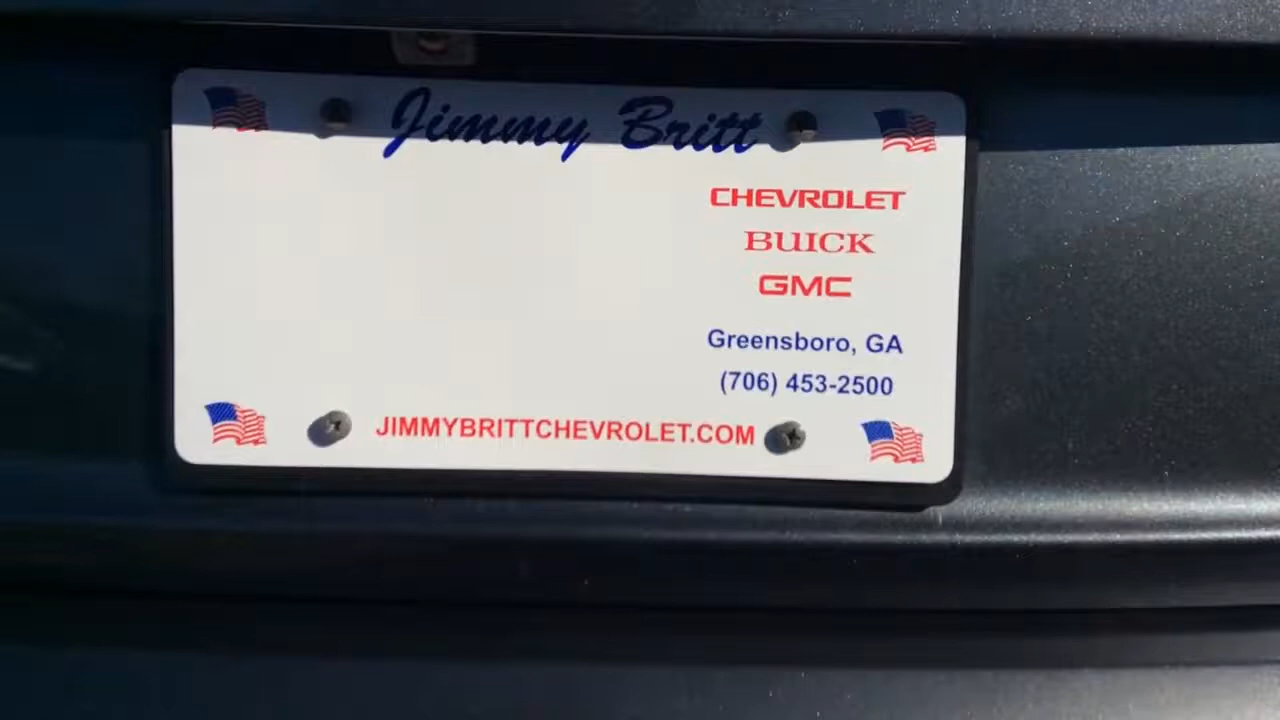 Jimmy Britt
CHEVROLET
BUICK
GMC
Greensboro, GA
(706) 453-2500
JIMMYBRITTCHEVROLET.COM